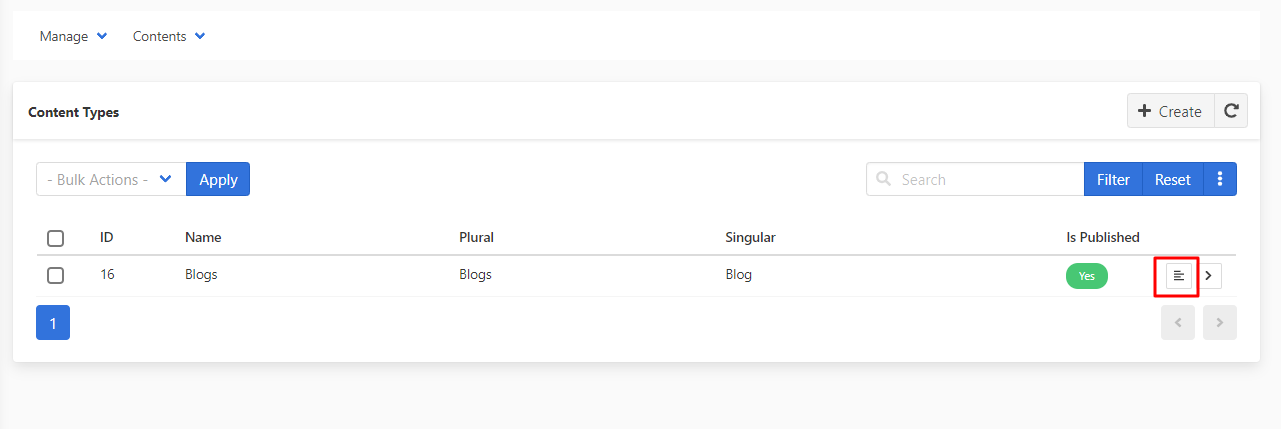 Manage Contents
Content Types
Create
- Bulk Actions - Apply Search Filter Reset
ID Name Plural Singular Is Published
16 Blogs Blogs Blog Yes
1